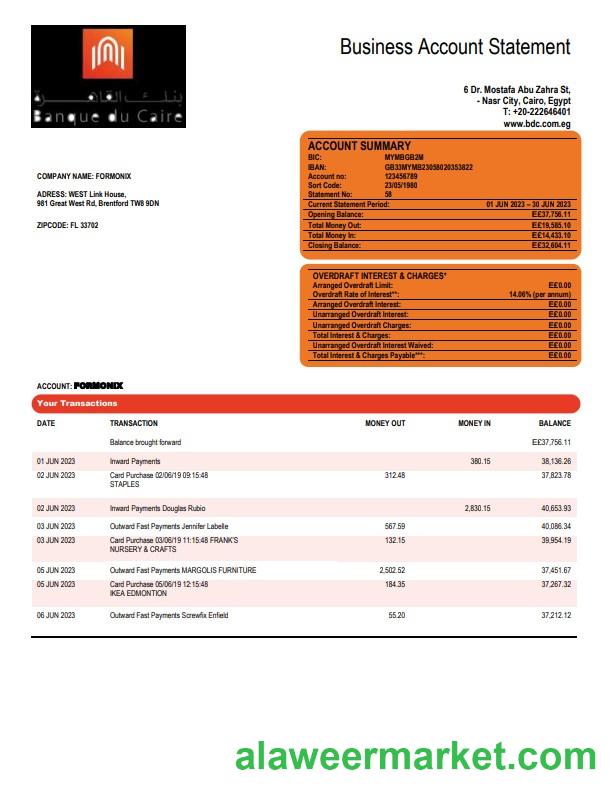 بنك القاهرة
Banque du Caire
Business Account Statement
6 Dr. Mostafa Abu Zahra St,
- Nasr City, Cairo, Egypt
T: +20-222646401
www.bdc.com.eg
COMPANY NAME: FORMONIX
ADRESS: WEST Link House,
981 Great West Rd, Brentford TW8 9DN
ZIPCODE: FL 33702
ACCOUNT SUMMARY
BIC: MYMBGB2M
IBAN: GB33MYMB23058020353822
Account no: 123456789
Sort Code: 23/05/1980
Statement No: 58
Current Statement Period: 01 JUN 2023 – 30 JUN 2023
Opening Balance: E£37,756.11
Total Money Out: E£19,585.10
Total Money In: E£14,433.10
Closing Balance: E£32,604.11
OVERDRAFT INTEREST & CHARGES*
Arranged Overdraft Limit: E£0.00
Overdraft Rate of Interest**: 14.06% (per annum)
Arranged Overdraft Interest: E£0.00
Unarranged Overdraft Interest: E£0.00
Unarranged Overdraft Charges: E£0.00
Total Interest & Charges: E£0.00
Unarranged Overdraft Interest Waived: E£0.00
Total Interest & Charges Payable***: E£0.00
ACCOUNT: FORMONIX
Your Transactions
DATE TRANSACTION MONEY OUT MONEY IN BALANCE
Balance brought forward E£37,756.11
01 JUN 2023 Inward Payments 380.15 38,136.26
02 JUN 2023 Card Purchase 02/06/19 09:15:48 312.48 37,823.78
STAPLES
02 JUN 2023 Inward Payments Douglas Rubio 2,830.15 40,653.93
03 JUN 2023 Outward Fast Payments Jennifer Labelle 567.59 40,086.34
03 JUN 2023 Card Purchase 03/06/19 11:15:48 FRANK'S 132.15 39,954.19
NURSERY & CRAFTS
05 JUN 2023 Outward Fast Payments MARGOLIS FURNITURE 2,502.52 37,451.67
05 JUN 2023 Card Purchase 05/06/19 12:15:48 184.35 37,267.32
IKEA EDMONTION
06 JUN 2023 Outward Fast Payments Screwfix Enfield 55.20 37,212.12
alaweermarket.com